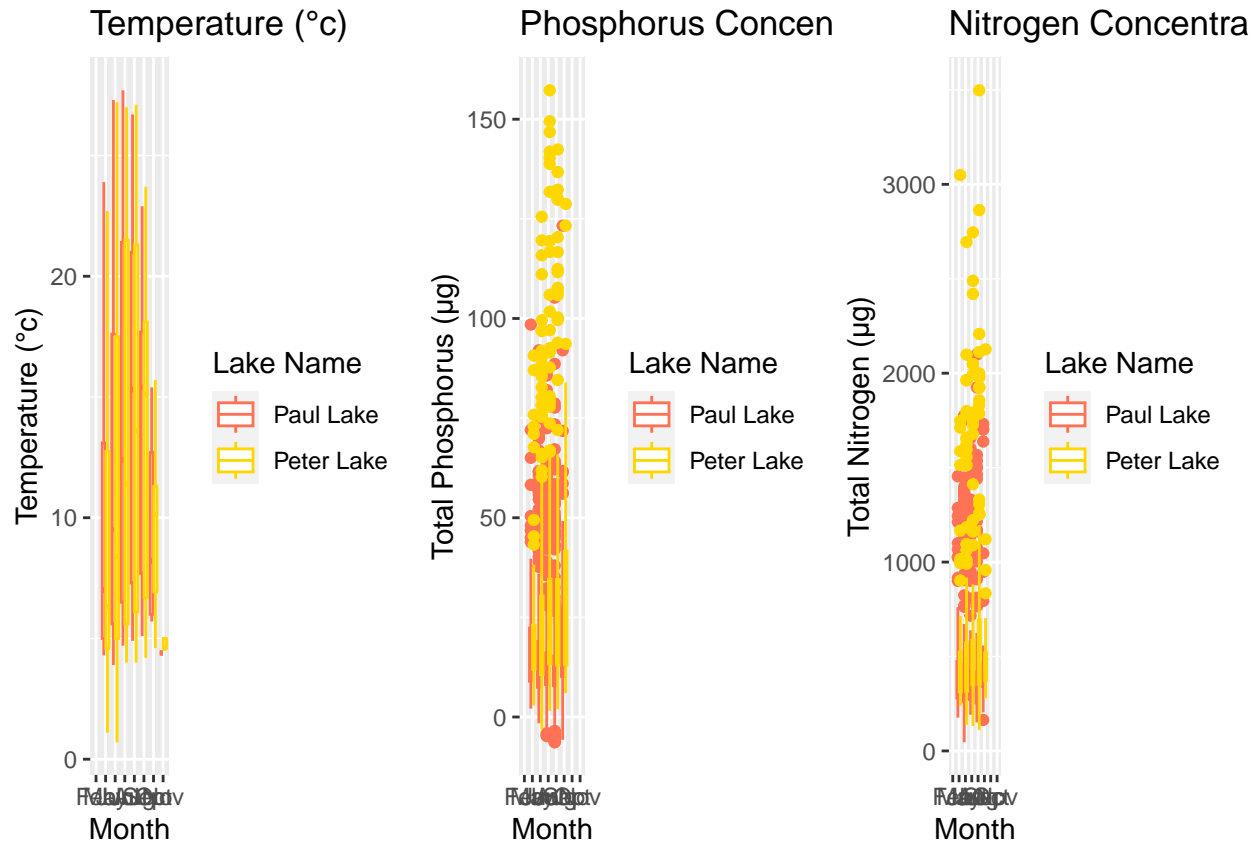 Temperature (°c)
Phosphorus Concen
Nitrogen Concentra
Temperature (°c)
20
10
0
Month
Lake Name
Paul Lake
Peter Lake
Total Phosphorus (µg)
150
100
50
0
Month
Lake Name
Paul Lake
Peter Lake
Total Nitrogen (µg)
3000
2000
1000
0
Month
Lake Name
Paul Lake
Peter Lake